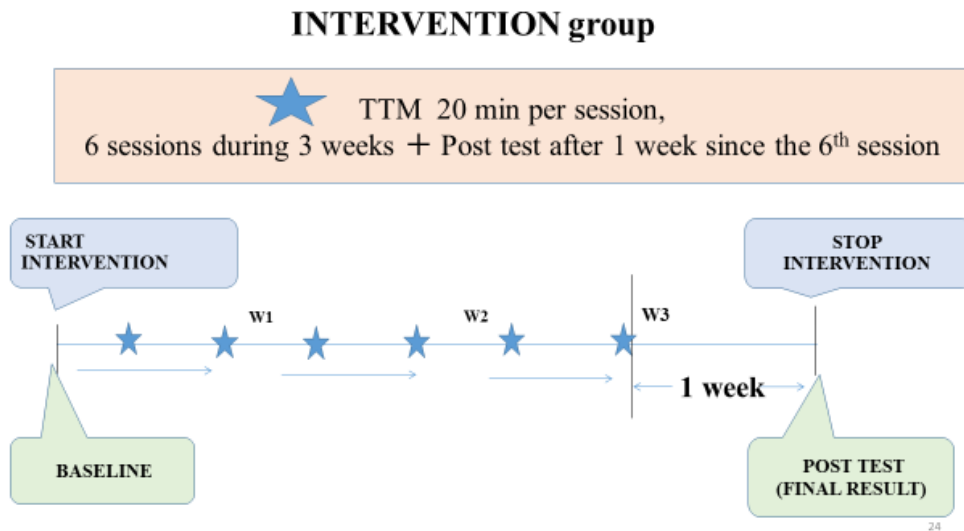 INTERVENTION group
TTM 20 min per session,
6 sessions during 3 weeks + Post test after 1 week since the 6th session
START
INTERVENTION
STOP
INTERVENTION
W1
W2
W3
1 week
BASELINE
POST TEST
(FINAL RESULT)
24